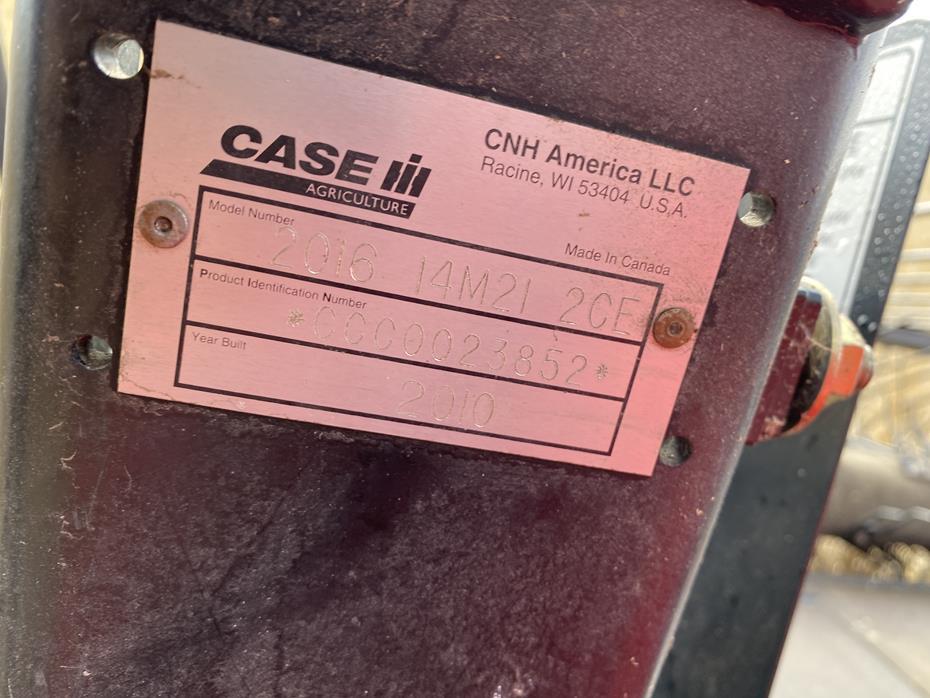 CASE IH
AGRICULTURE
CNH America LLC
Racine, WI 53404 U.S.A.
Made In Canada
Model Number
2016 14M21 2CE
Product Identification Number
*CCC0023852*
Year Built
2010